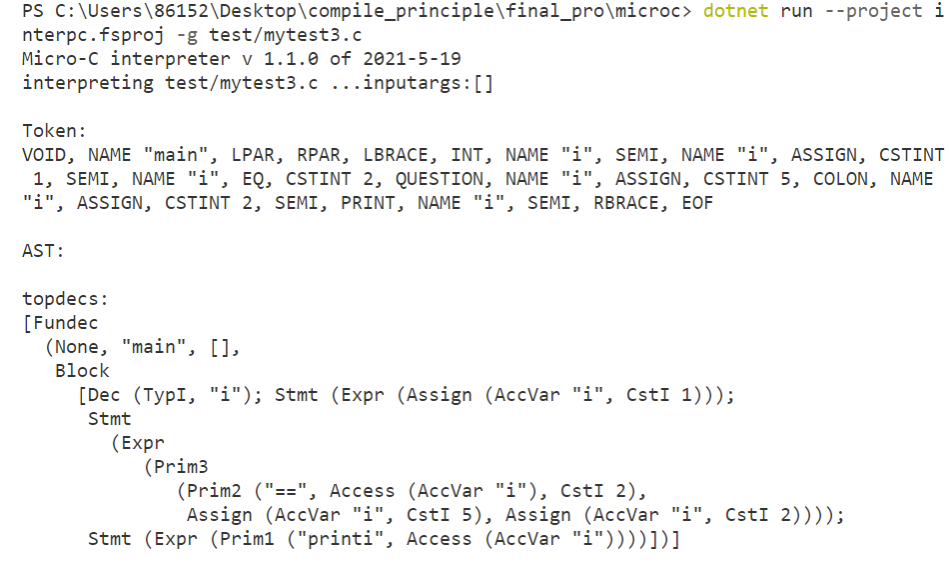 PS C:\Users\86152\Desktop\compile_principle\final_pro\microc> dotnet run --project i
nterpc.fsproj -g test/mytest3.c
Micro-C interpreter v 1.1.0 of 2021-5-19
interpreting test/mytest3.c ...inputargs:[]

Token:
VOID, NAME "main", LPAR, RPAR, LBRACE, INT, NAME "i", SEMI, NAME "i", ASSIGN, CSTINT
 1, SEMI, NAME "i", EQ, CSTINT 2, QUESTION, NAME "i", ASSIGN, CSTINT 5, COLON, NAME
"i", ASSIGN, CSTINT 2, SEMI, PRINT, NAME "i", SEMI, RBRACE, EOF

AST:

topdecs:
[Fundec
  (None, "main", [],
   Block
     [Dec (TypI, "i"); Stmt (Expr (Assign (AccVar "i", CstI 1)));
      Stmt
        (Expr
           (Prim3
              (Prim2 ("==", Access (AccVar "i"), CstI 2),
               Assign (AccVar "i", CstI 5), Assign (AccVar "i", CstI 2))));
      Stmt (Expr (Prim1 ("printi", Access (AccVar "i"))))])]